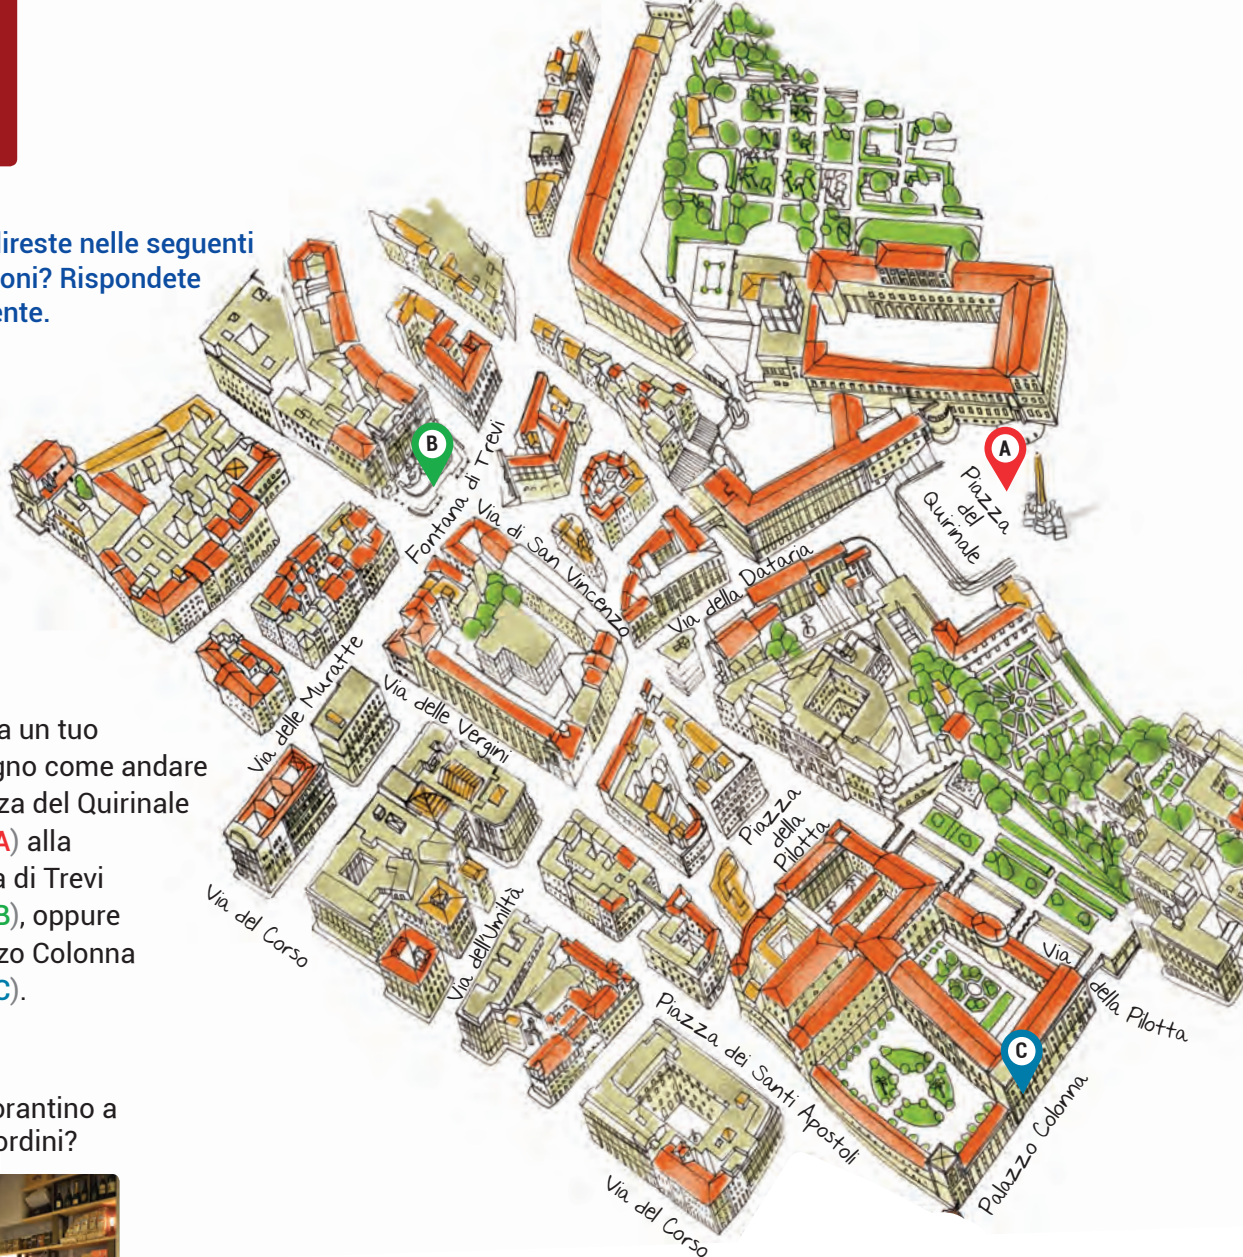 direste nelle seguenti
oni? Rispondete
ente.
A
B
Fontana di Trevi
Via di San Vincenzo
Piazza
del
Quirinale
Via della Dataria
Via delle Muratte
Via delle Vergini
Piazza
della
Pilotta
Via del Corso
Via dell'Umiltà
Piazza dei Santi Apostoli
Via
della Pilotta
C
Palazzo Colonna
Via del Corso
a un tuo
gno come andare
zza del Quirinale
A) alla
a di Trevi
B), oppure
zzo Colonna
C).
orantino a
ordini?